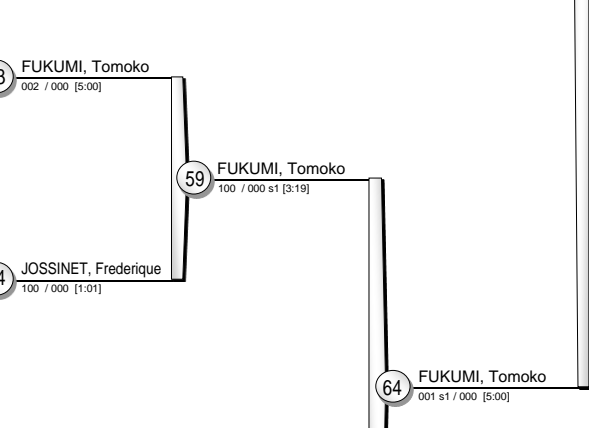 FUKUMI, Tomoko
002 / 000 [5:00]
59
FUKUMI, Tomoko
100 / 000 s1 [3:19]
JOSSINET, Frederique
100 / 000 [1:01]
64
FUKUMI, Tomoko
001 s1 / 000 [5:00]